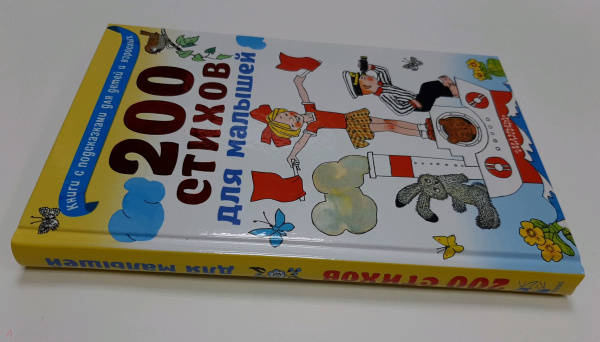 Книги с подсказками для детей и взрослых
200
СТИХОВ
для малышей
200 СТИХОВ
для малышей